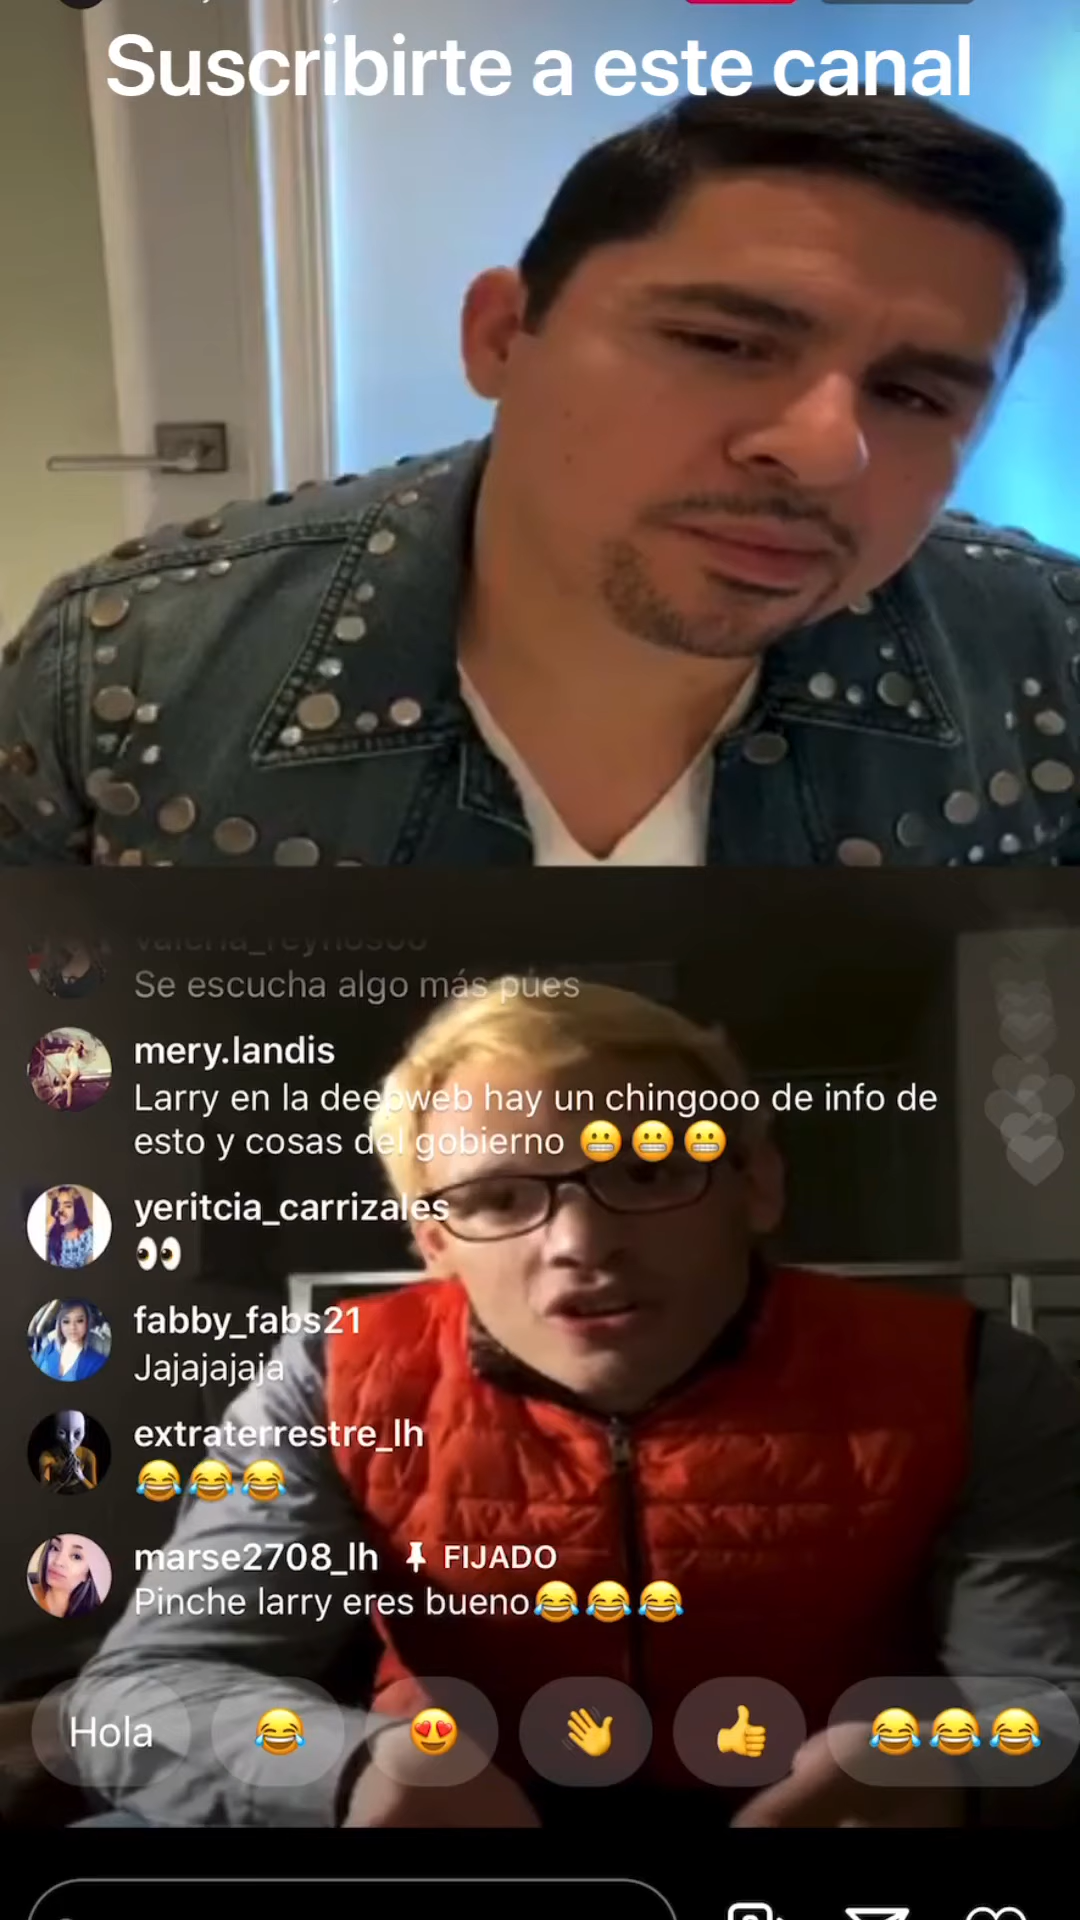 Suscribirte a este canal
Se escucha algo más pues
mery.landis
Larry en la deepweb hay un chingooo de info de
esto y cosas del gobierno 😬😬😬
yeritcia_carrizales
👀
fabby_fabs21
Jajajajaja
extraterrestre_lh
😂😂😂
marse2708_lh 📌 FIJADO
Pinche larry eres bueno😂😂😂
Hola 😂 😍 👋 👍 😂😂😂